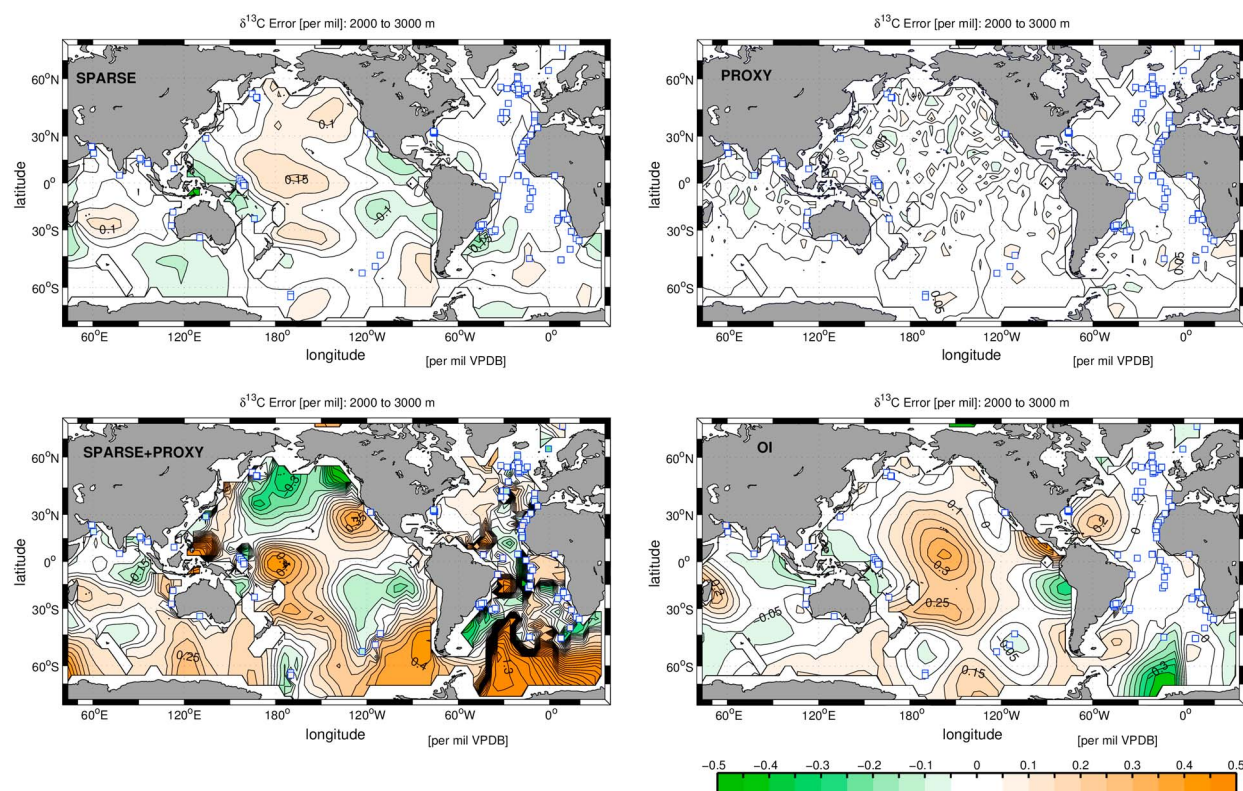 δ13C Error [per mil]: 2000 to 3000 m
SPARSE
60°N
30°N
0°
30°S
60°S
latitude
0.1
0.15
0.1
0.1
60°E
120°E
180°W
120°W
60°W
0°
longitude
[per mil VPDB]
δ13C Error [per mil]: 2000 to 3000 m
PROXY
60°N
30°N
0°
30°S
60°S
latitude
0.05
0.05
60°E
120°E
180°W
120°W
60°W
0°
longitude
[per mil VPDB]
δ13C Error [per mil]: 2000 to 3000 m
SPARSE+PROXY
60°N
30°N
0°
30°S
60°S
latitude
0.25
0.4
1.3
60°E
120°E
180°W
120°W
60°W
0°
longitude
[per mil VPDB]
δ13C Error [per mil]: 2000 to 3000 m
OI
60°N
30°N
0°
30°S
60°S
latitude
0.1
0
0.2
0.3
0.25
-0.05
0.15
60°E
120°E
180°W
120°W
60°W
0°
longitude
[per mil VPDB]
−0.5 −0.4 −0.3 −0.2 −0.1 0 0.1 0.2 0.3 0.4 0.5